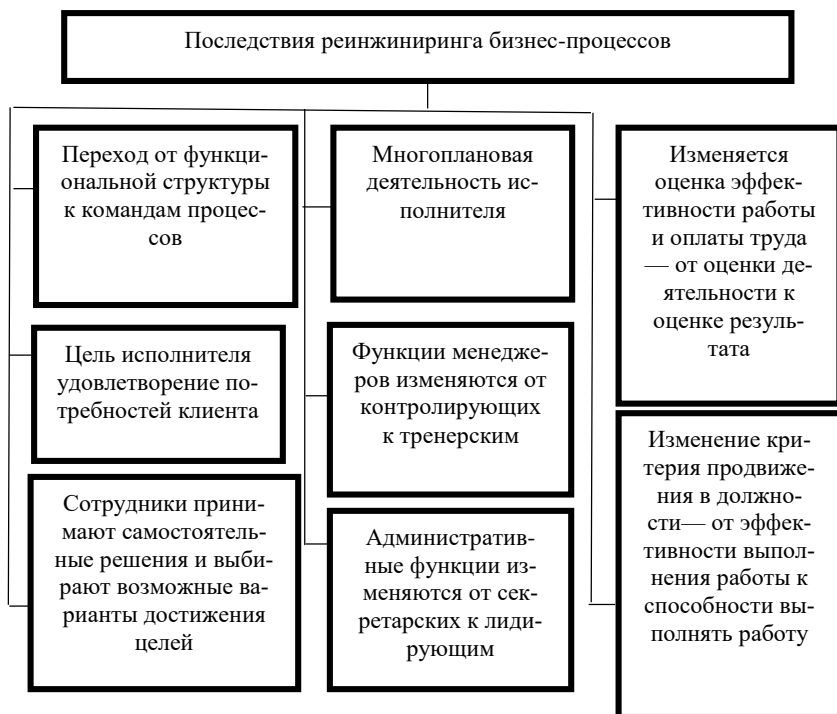 Последствия реинжиниринга бизнес-процессов
Переход от функци-
ональной структуры
к командам процес-
сов
Цель исполнителя
удовлетворение по-
требностей клиента
Сотрудники прини-
мают самостоятель-
ные решения и выби-
рают возможные ва-
рианты достижения
целей
Многоплановая
деятельность ис-
полнителя
Функции менедже-
ров изменяются от
контролирующих
к тренерским
Административ-
ные функции из-
меняются от сек-
ретарских к лиди-
рующим
Изменяется
оценка эффек-
тивности работы
и оплаты труда
— от оценки де-
ятельности к
оценке резуль-
тата
Изменение кри-
терия продвиже-
ния в должно-
сти— от эффек-
тивности выпол-
нения работы к
способности вы-
полнять работу